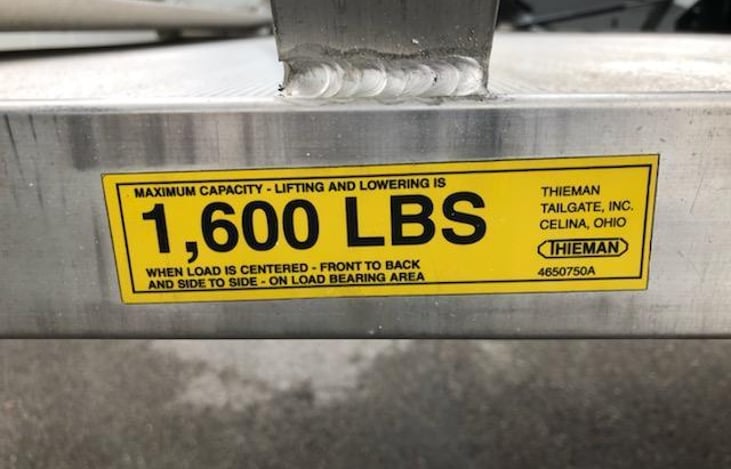 MAXIMUM CAPACITY - LIFTING AND LOWERING IS
1,600 LBS
WHEN LOAD IS CENTERED - FRONT TO BACK
AND SIDE TO SIDE - ON LOAD BEARING AREA
THIEMAN
TAILGATE, INC.
CELINA, OHIO
THIEMAN
4650750A